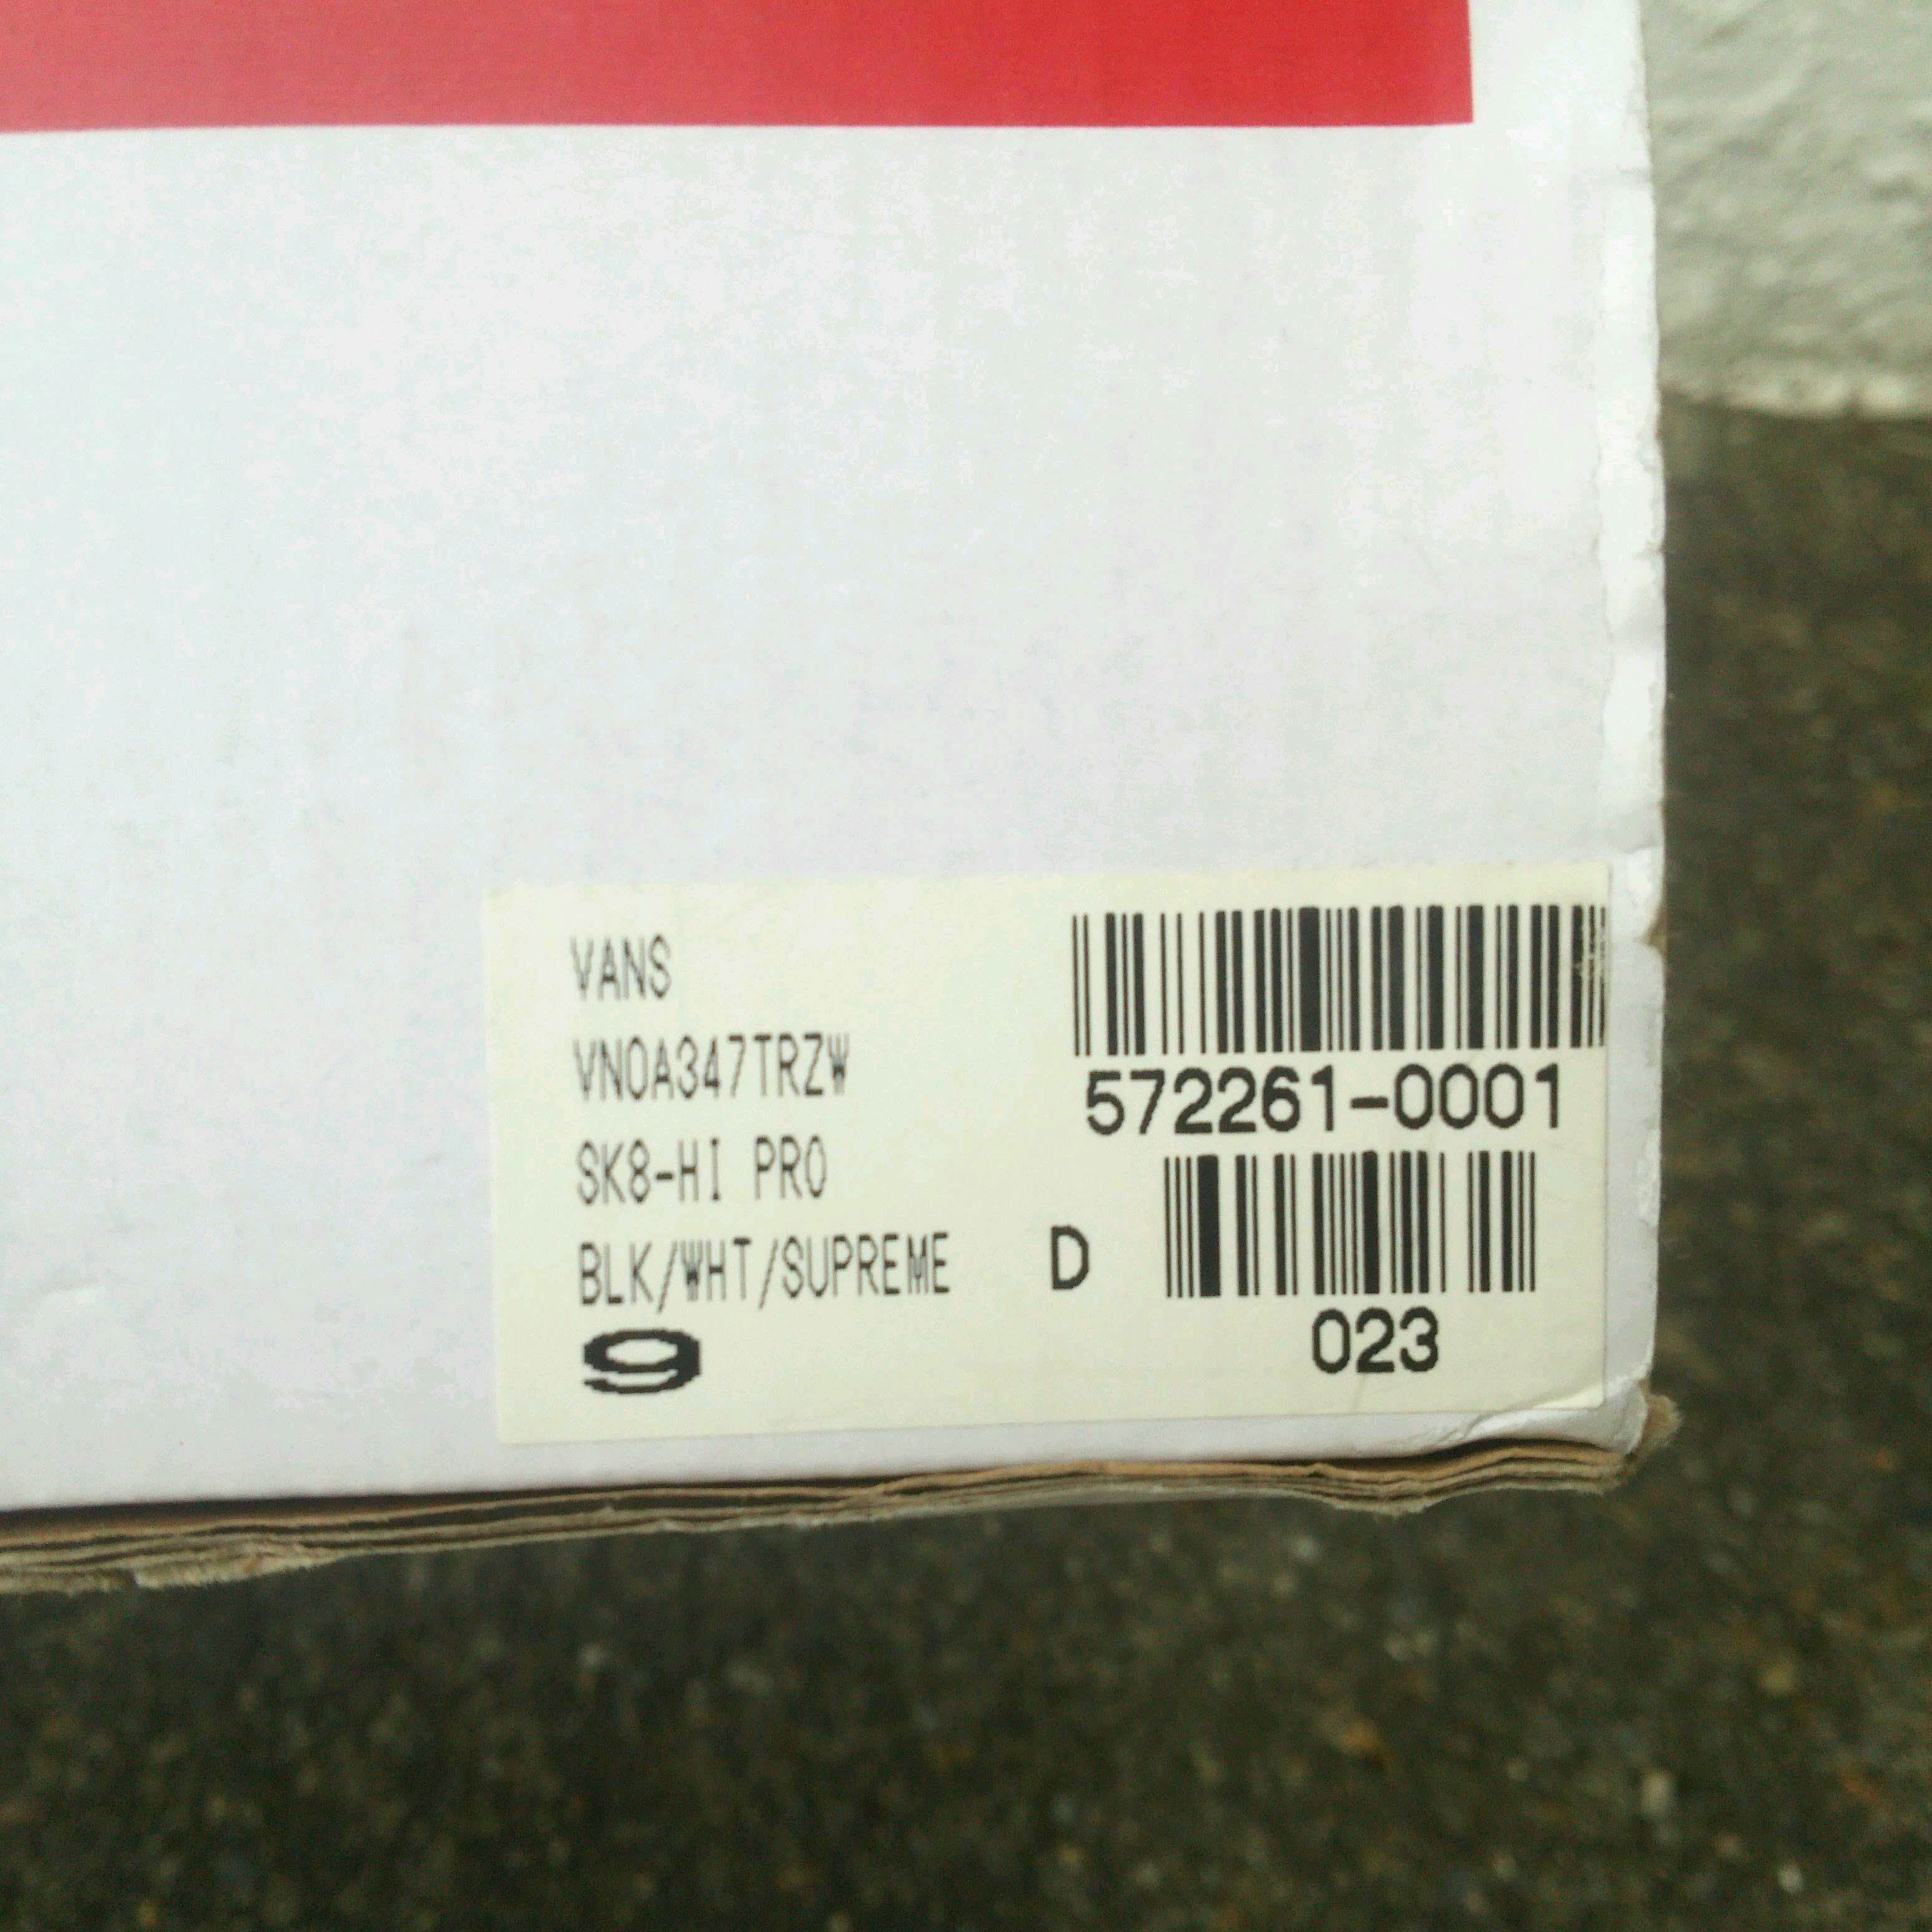 VANS
VN0A347TRZW
SK8-HI PRO
BLK/WHT/SUPREME
9
572261-0001
D
023